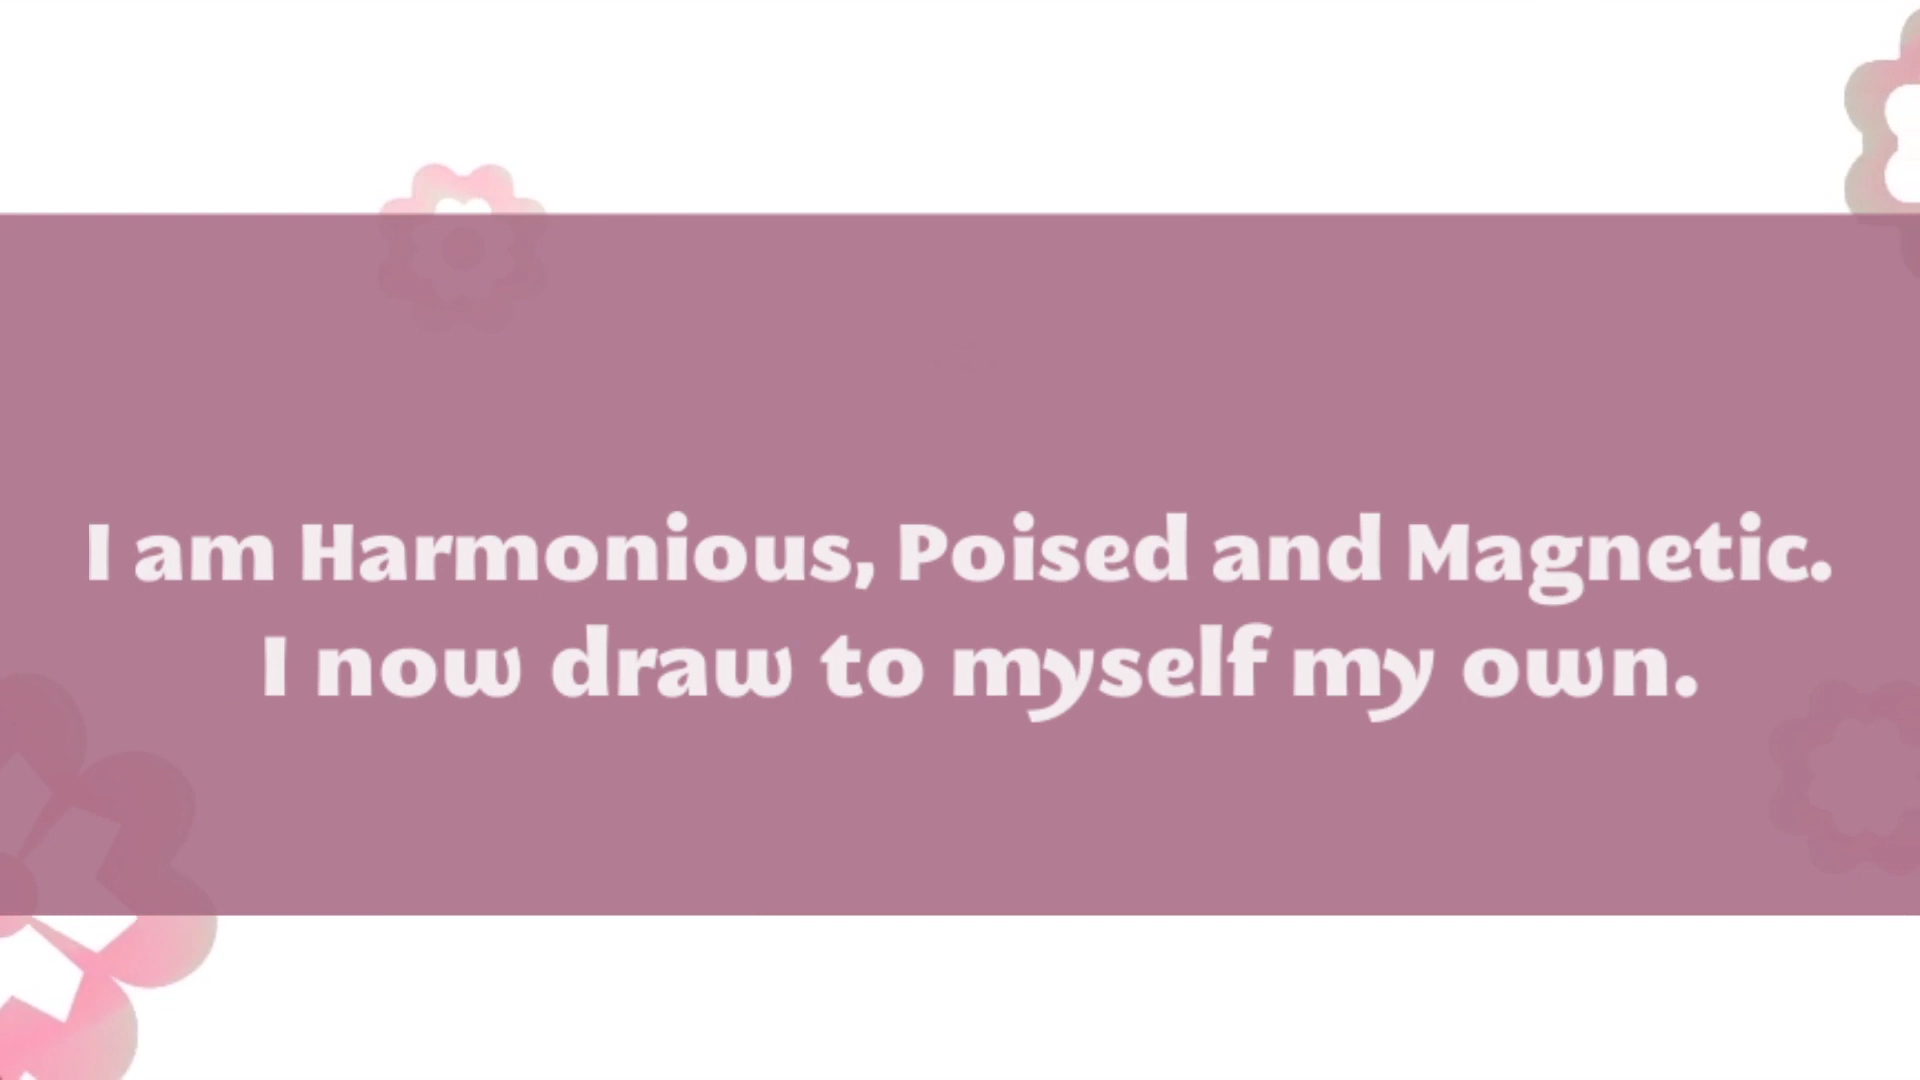 I am Harmonious, Poised and Magnetic.
I now draw to myself my own.